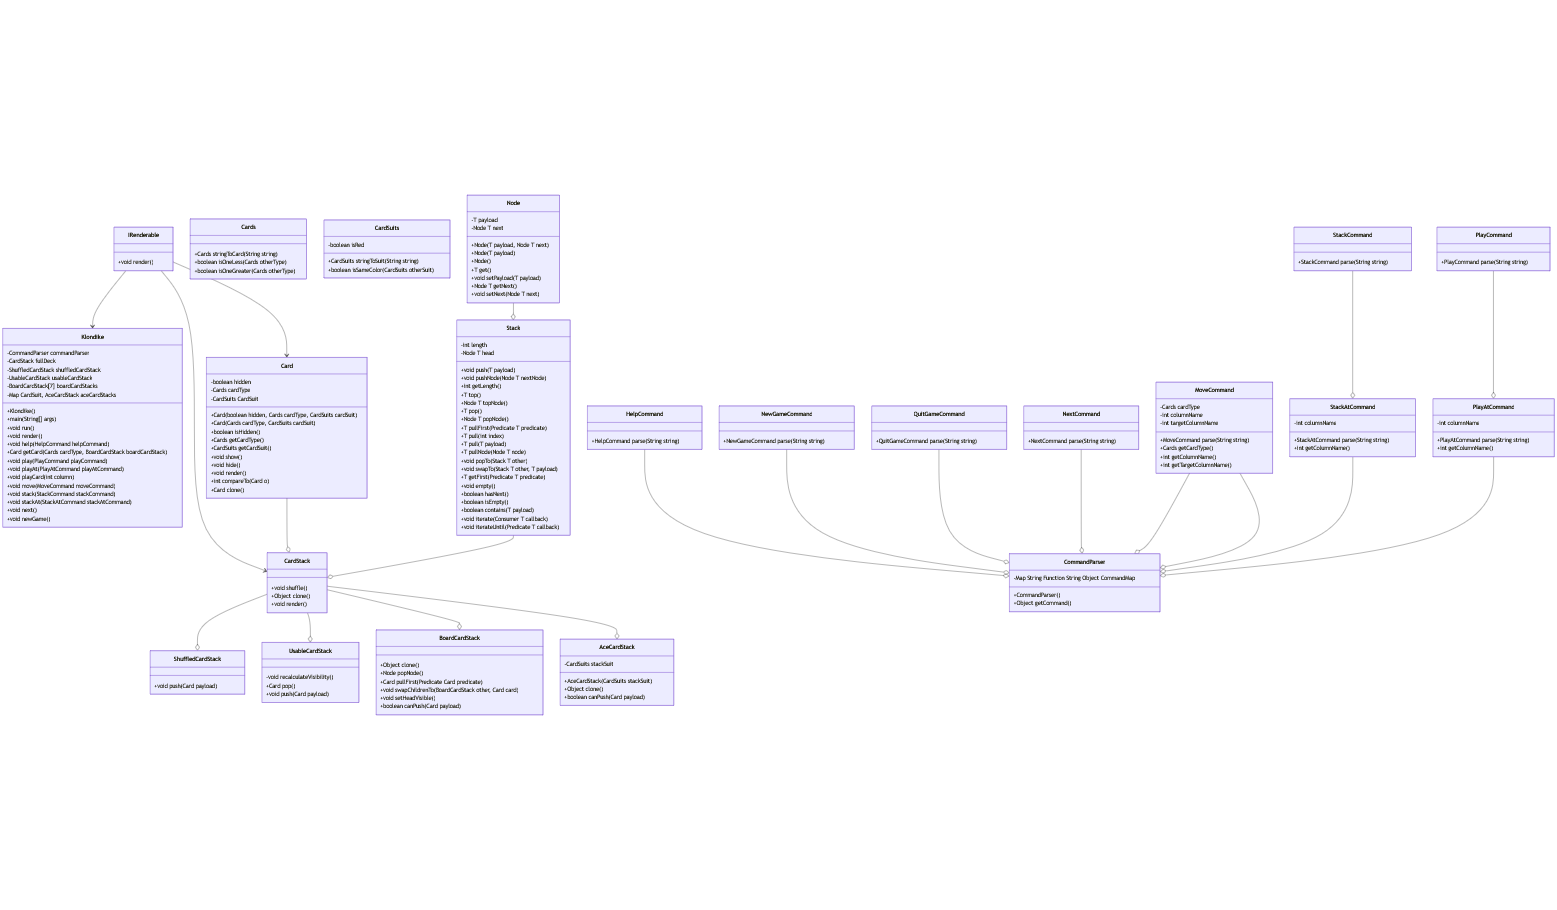 IRenderable
+void render()
Cards
+Cards stringToCard(String string)
+boolean isOneLess(Cards otherType)
+boolean isOneGreater(Cards otherType)
CardSuits
-boolean isRed
+CardSuits stringToSuit(String string)
+boolean isSameColor(CardSuits otherSuit)
Node
-T payload
-Node T next
+Node(T payload, Node T next)
+Node(T payload)
+Node()
+T get()
+void setPayload(T payload)
+Node T getNext()
+void setNext(Node T next)
StackCommand
+StackCommand parse(String string)
PlayCommand
+PlayCommand parse(String string)
Klondike
-CommandParser commandParser
-CardStack fullDeck
-ShuffledCardStack shuffledCardStack
-UsableCardStack usableCardStack
-BoardCardStack[7] boardCardStacks
-Map CardSuit, AceCardStack aceCardStacks
+Klondike()
+main(String[] args)
+void run()
+void render()
+void help(HelpCommand helpCommand)
+Card getCard(Cards cardType, BoardCardStack boardCardStack)
+void play(PlayCommand playCommand)
+void playAt(PlayAtCommand playAtCommand)
+void playCard(int column)
+void move(MoveCommand moveCommand)
+void stack(StackCommand stackCommand)
+void stackAt(StackAtCommand stackAtCommand)
+void next()
+void newGame()
Card
-boolean hidden
-Cards cardType
-CardSuits CardSuit
+Card(boolean hidden, Cards cardType, CardSuits cardSuit)
+Card(Cards cardType, CardSuits cardSuit)
+boolean isHidden()
+Cards getCardType()
+CardSuits getCardSuit()
+void show()
+void hide()
+void render()
+int compareTo(Card o)
+Card clone()
Stack
-int length
-Node T head
+void push(T payload)
+void pushNode(Node T nextNode)
+int getLength()
+T top()
+Node T topNode()
+T pop()
+Node T popNode()
+T pullFirst(Predicate T predicate)
+T pull(int index)
+T pull(T payload)
+T pullNode(Node T node)
+void popTo(Stack T other)
+void swapTo(Stack T other, T payload)
+T getFirst(Predicate T predicate)
+void empty()
+boolean hasNext()
+boolean isEmpty()
+boolean contains(T payload)
+void iterate(Consumer T callback)
+void iterateUntil(Predicate T callback)
HelpCommand
+HelpCommand parse(String string)
NewGameCommand
+NewGameCommand parse(String string)
QuitGameCommand
+QuitGameCommand parse(String string)
NextCommand
+NextCommand parse(String string)
MoveCommand
-Cards cardType
-int columnName
-int targetColumnName
+MoveCommand parse(String string)
+Cards getCardType()
+int getColumnName()
+int getTargetColumnName()
StackAtCommand
-int columnName
+StackAtCommand parse(String string)
+int getColumnName()
PlayAtCommand
-int columnName
+PlayAtCommand parse(String string)
+int getColumnName()
CardStack
+void shuffle()
+Object clone()
+void render()
CommandParser
-Map String Function String Object CommandMap
+CommandParser()
+Object getCommand()
ShuffledCardStack
+void push(Card payload)
UsableCardStack
-void recalculateVisibility()
+Card pop()
+void push(Card payload)
BoardCardStack
+Object clone()
+Node popNode()
+Card pullFirst(Predicate Card predicate)
+void swapChildrenTo(BoardCardStack other, Card card)
+void setHeadVisible()
+boolean canPush(Card payload)
AceCardStack
-CardSuits stackSuit
+AceCardStack(CardSuits stackSuit)
+Object clone()
+boolean canPush(Card payload)